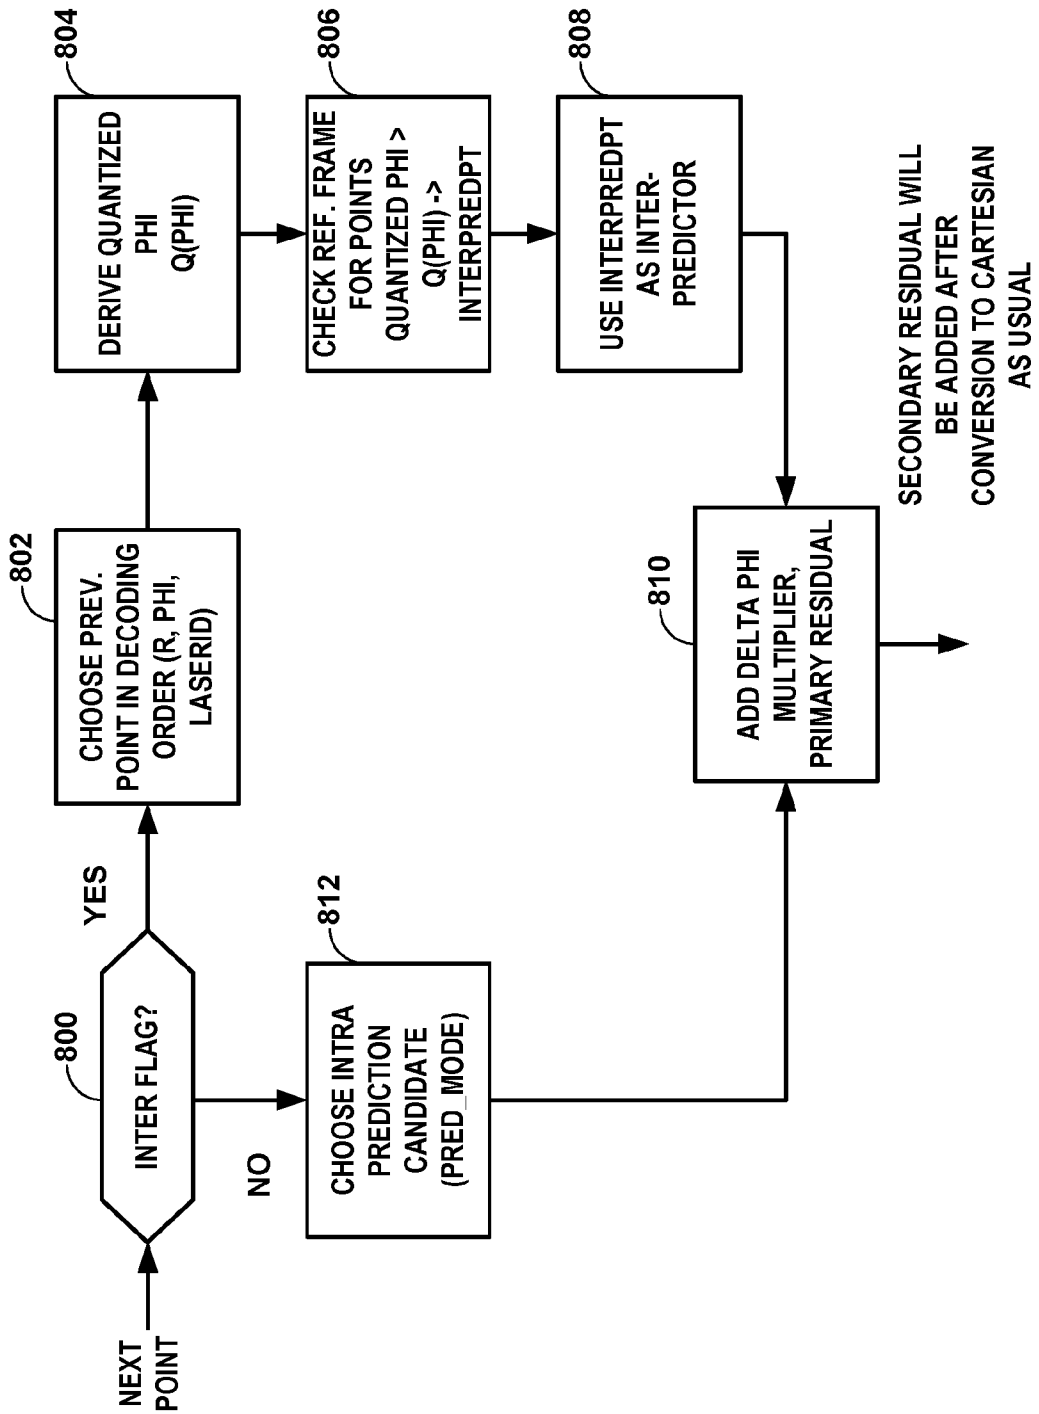 NEXT
POINT
800
INTER FLAG?
YES
NO
802
CHOOSE PREV.
POINT IN DECODING
ORDER (R, PHI,
LASERID)
804
DERIVE QUANTIZED
PHI
Q(PHI)
806
CHECK REF. FRAME
FOR POINTS
QUANTIZED PHI >
Q(PHI) ->
INTERPREDPT
808
USE INTERPREDPT
AS INTER-
PREDICTOR
812
CHOOSE INTRA
PREDICTION
CANDIDATE
(PRED_MODE)
810
ADD DELTA PHI
MULTIPLIER,
PRIMARY RESIDUAL
SECONDARY RESIDUAL WILL
BE ADDED AFTER
CONVERSION TO CARTESIAN
AS USUAL